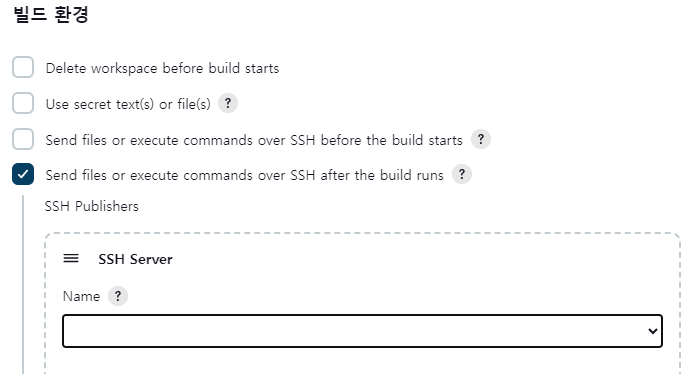 빌드 환경
Delete workspace before build starts
Use secret text(s) or file(s) ?
Send files or execute commands over SSH before the build starts ?
Send files or execute commands over SSH after the build runs ?
SSH Publishers
SSH Server
Name ?